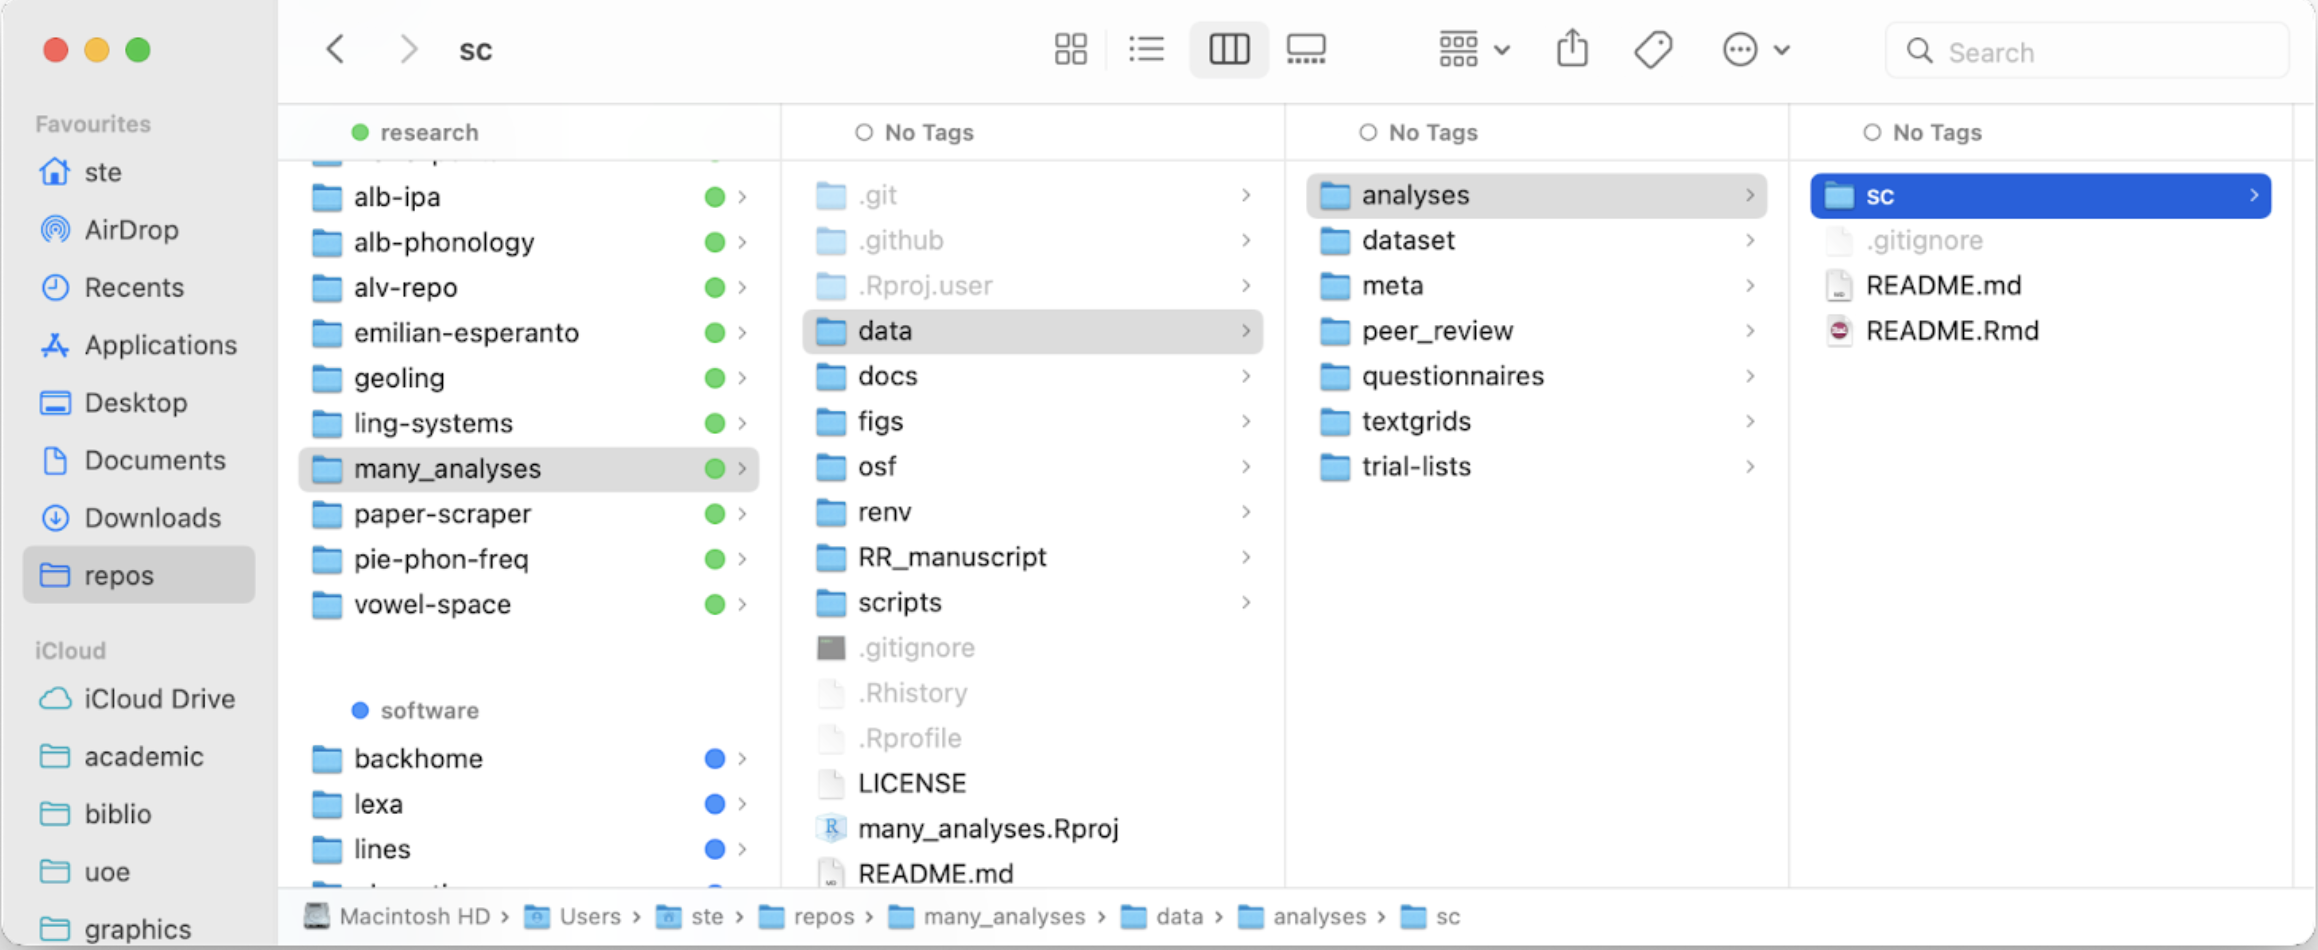 sc
Search
Favourites
ste
AirDrop
Recents
Applications
Desktop
Documents
Downloads
repos
iCloud
iCloud Drive
academic
biblio
uoe
graphics
research
alb-ipa
alb-phonology
alv-repo
emilian-esperanto
geoling
ling-systems
many_analyses
paper-scraper
pie-phon-freq
vowel-space
software
backhome
lexa
lines
No Tags
.git
.github
.Rproj.user
data
docs
figs
osf
renv
RR_manuscript
scripts
.gitignore
.Rhistory
.Rprofile
LICENSE
many_analyses.Rproj
README.md
No Tags
analyses
dataset
meta
peer_review
questionnaires
textgrids
trial-lists
No Tags
sc
.gitignore
README.md
README.Rmd
Macintosh HD › Users › ste › repos › many_analyses › data › analyses › sc